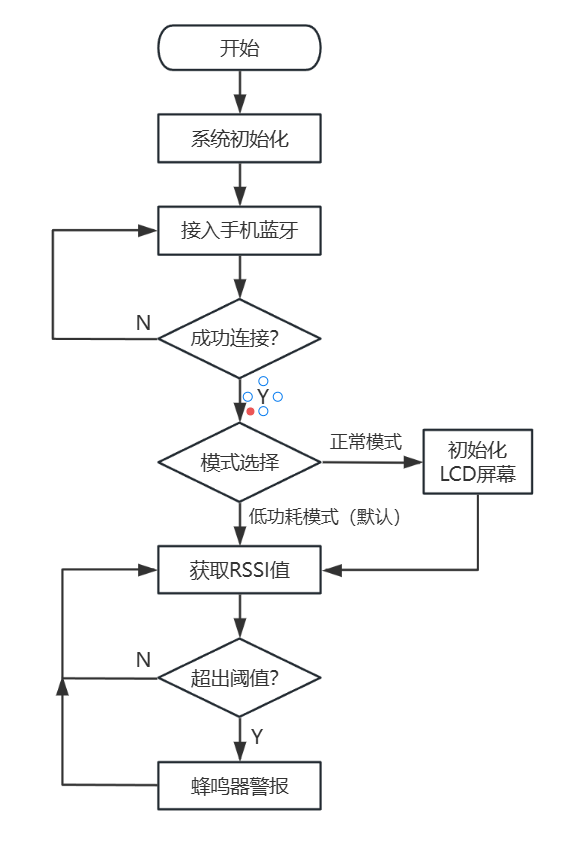 开始
系统初始化
接入手机蓝牙
N
成功连接?
Y
模式选择
正常模式
初始化
LCD屏幕
低功耗模式（默认）
获取RSSI值
N
超出阈值?
Y
蜂鸣器警报